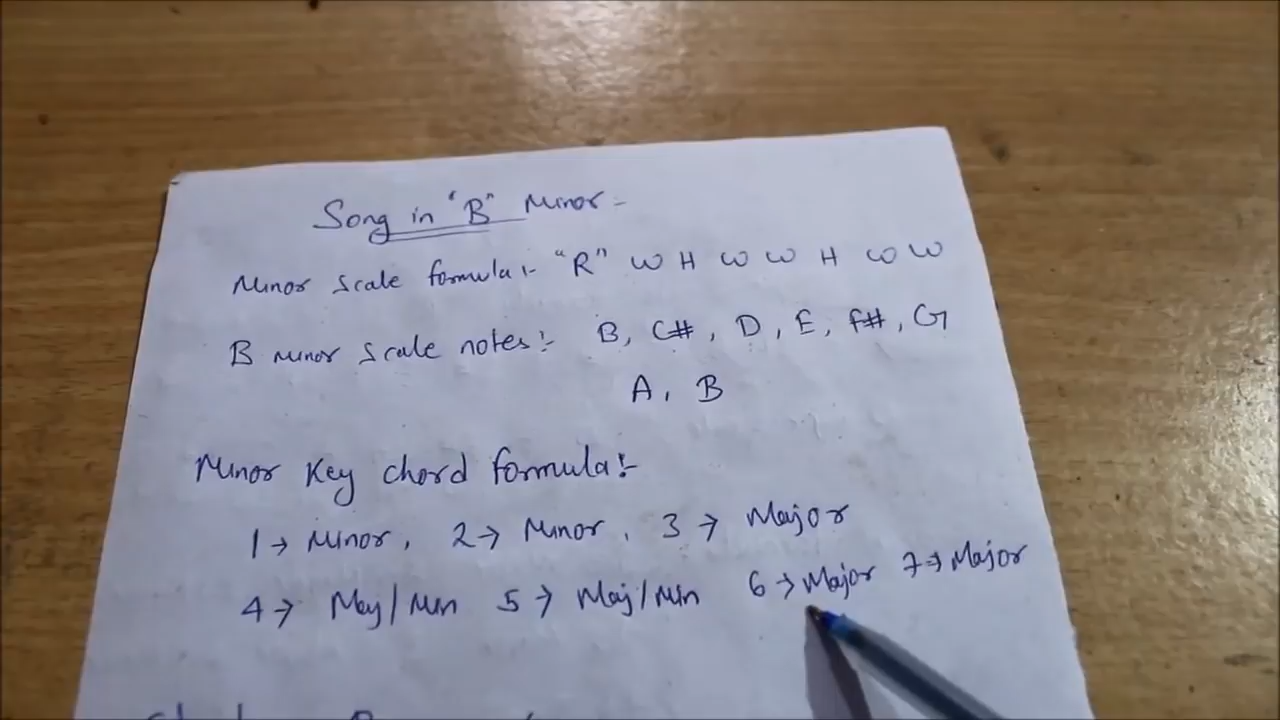 Song in "B" Minor:-
Minor Scale formula:- "R" W H W W H W W
B minor Scale notes:- B, C#, D, E, F#, G
A, B
Minor Key chord formula:-
1→ Minor, 2→ Minor, 3→ Major
4→ Maj/Min 5→ Maj/Min 6→Major 7→Major